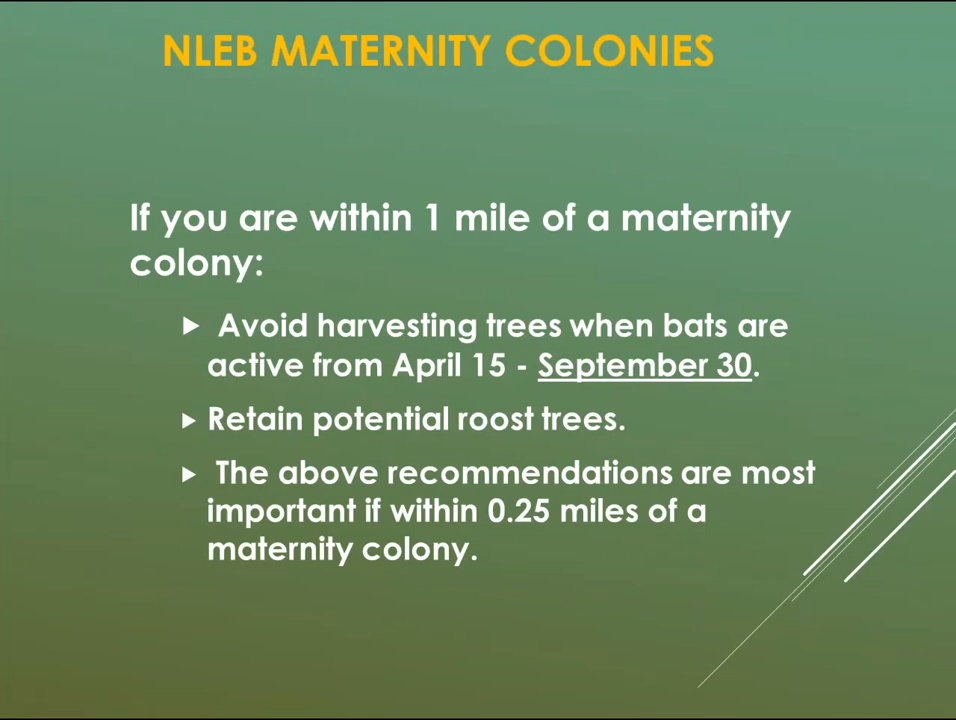 NLEB MATERNITY COLONIES
If you are within 1 mile of a maternity
colony:
Avoid harvesting trees when bats are
active from April 15 - September 30.
Retain potential roost trees.
The above recommendations are most
important if within 0.25 miles of a
maternity colony.